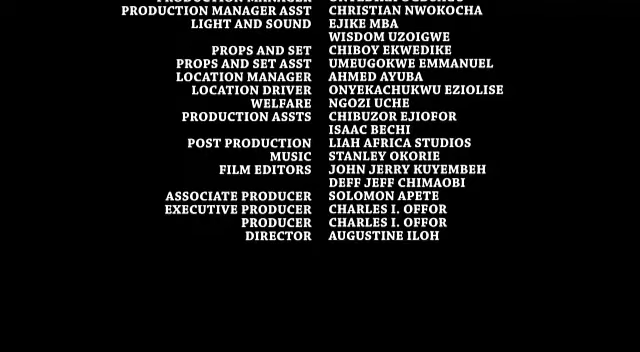 PRODUCTION MANAGER ASST CHRISTIAN NWOKOCHA
LIGHT AND SOUND EJIKE MBA
WISDOM UZOIGWE
PROPS AND SET CHIBOY EKWEDIKE
PROPS AND SET ASST UMEUGOKWE EMMANUEL
LOCATION MANAGER AHMED AYUBA
LOCATION DRIVER ONYEKACHUKWU EZIOLISE
WELFARE NGOZI UCHE
PRODUCTION ASSTS CHIBUZOR EJIOFOR
ISAAC BECHI
POST PRODUCTION LIAH AFRICA STUDIOS
MUSIC STANLEY OKORIE
FILM EDITORS JOHN JERRY KUYEMBEH
DEFF JEFF CHIMAOBI
ASSOCIATE PRODUCER SOLOMON APETE
EXECUTIVE PRODUCER CHARLES I. OFFOR
PRODUCER CHARLES I. OFFOR
DIRECTOR AUGUSTINE ILOH